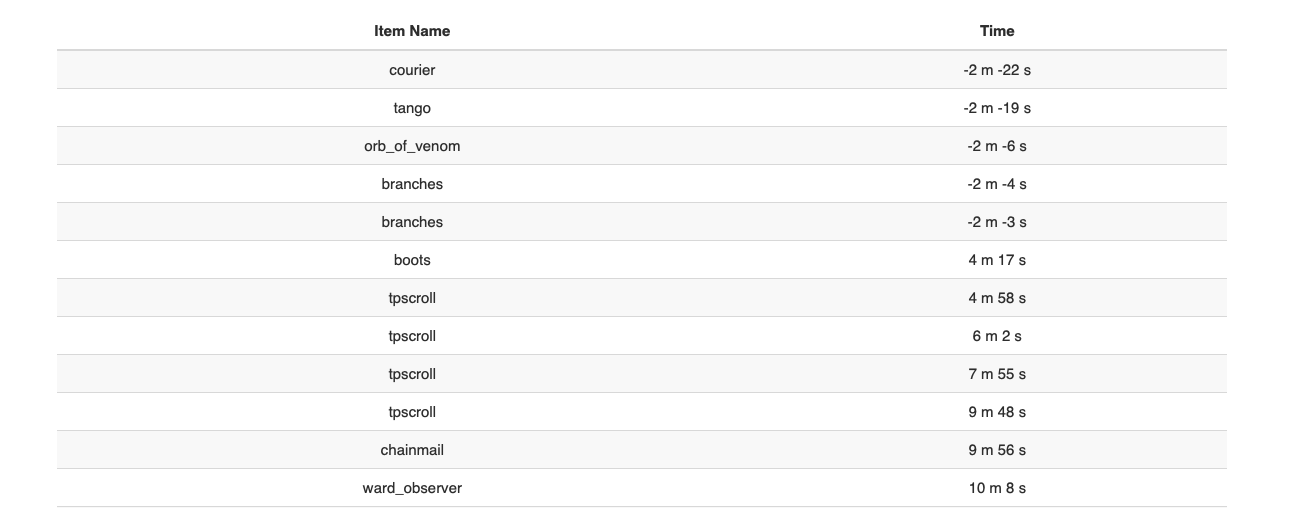 Item Name Time
courier -2 m -22 s
tango -2 m -19 s
orb_of_venom -2 m -6 s
branches -2 m -4 s
branches -2 m -3 s
boots 4 m 17 s
tpscroll 4 m 58 s
tpscroll 6 m 2 s
tpscroll 7 m 55 s
tpscroll 9 m 48 s
chainmail 9 m 56 s
ward_observer 10 m 8 s